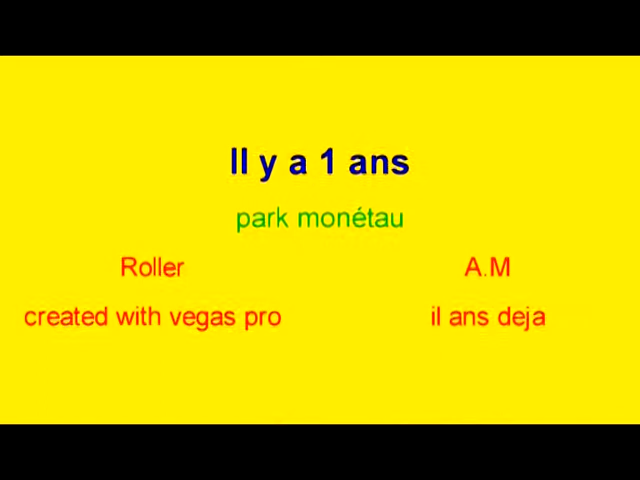 Il y a 1 ans
park monétau
Roller A.M
created with vegas pro il ans deja